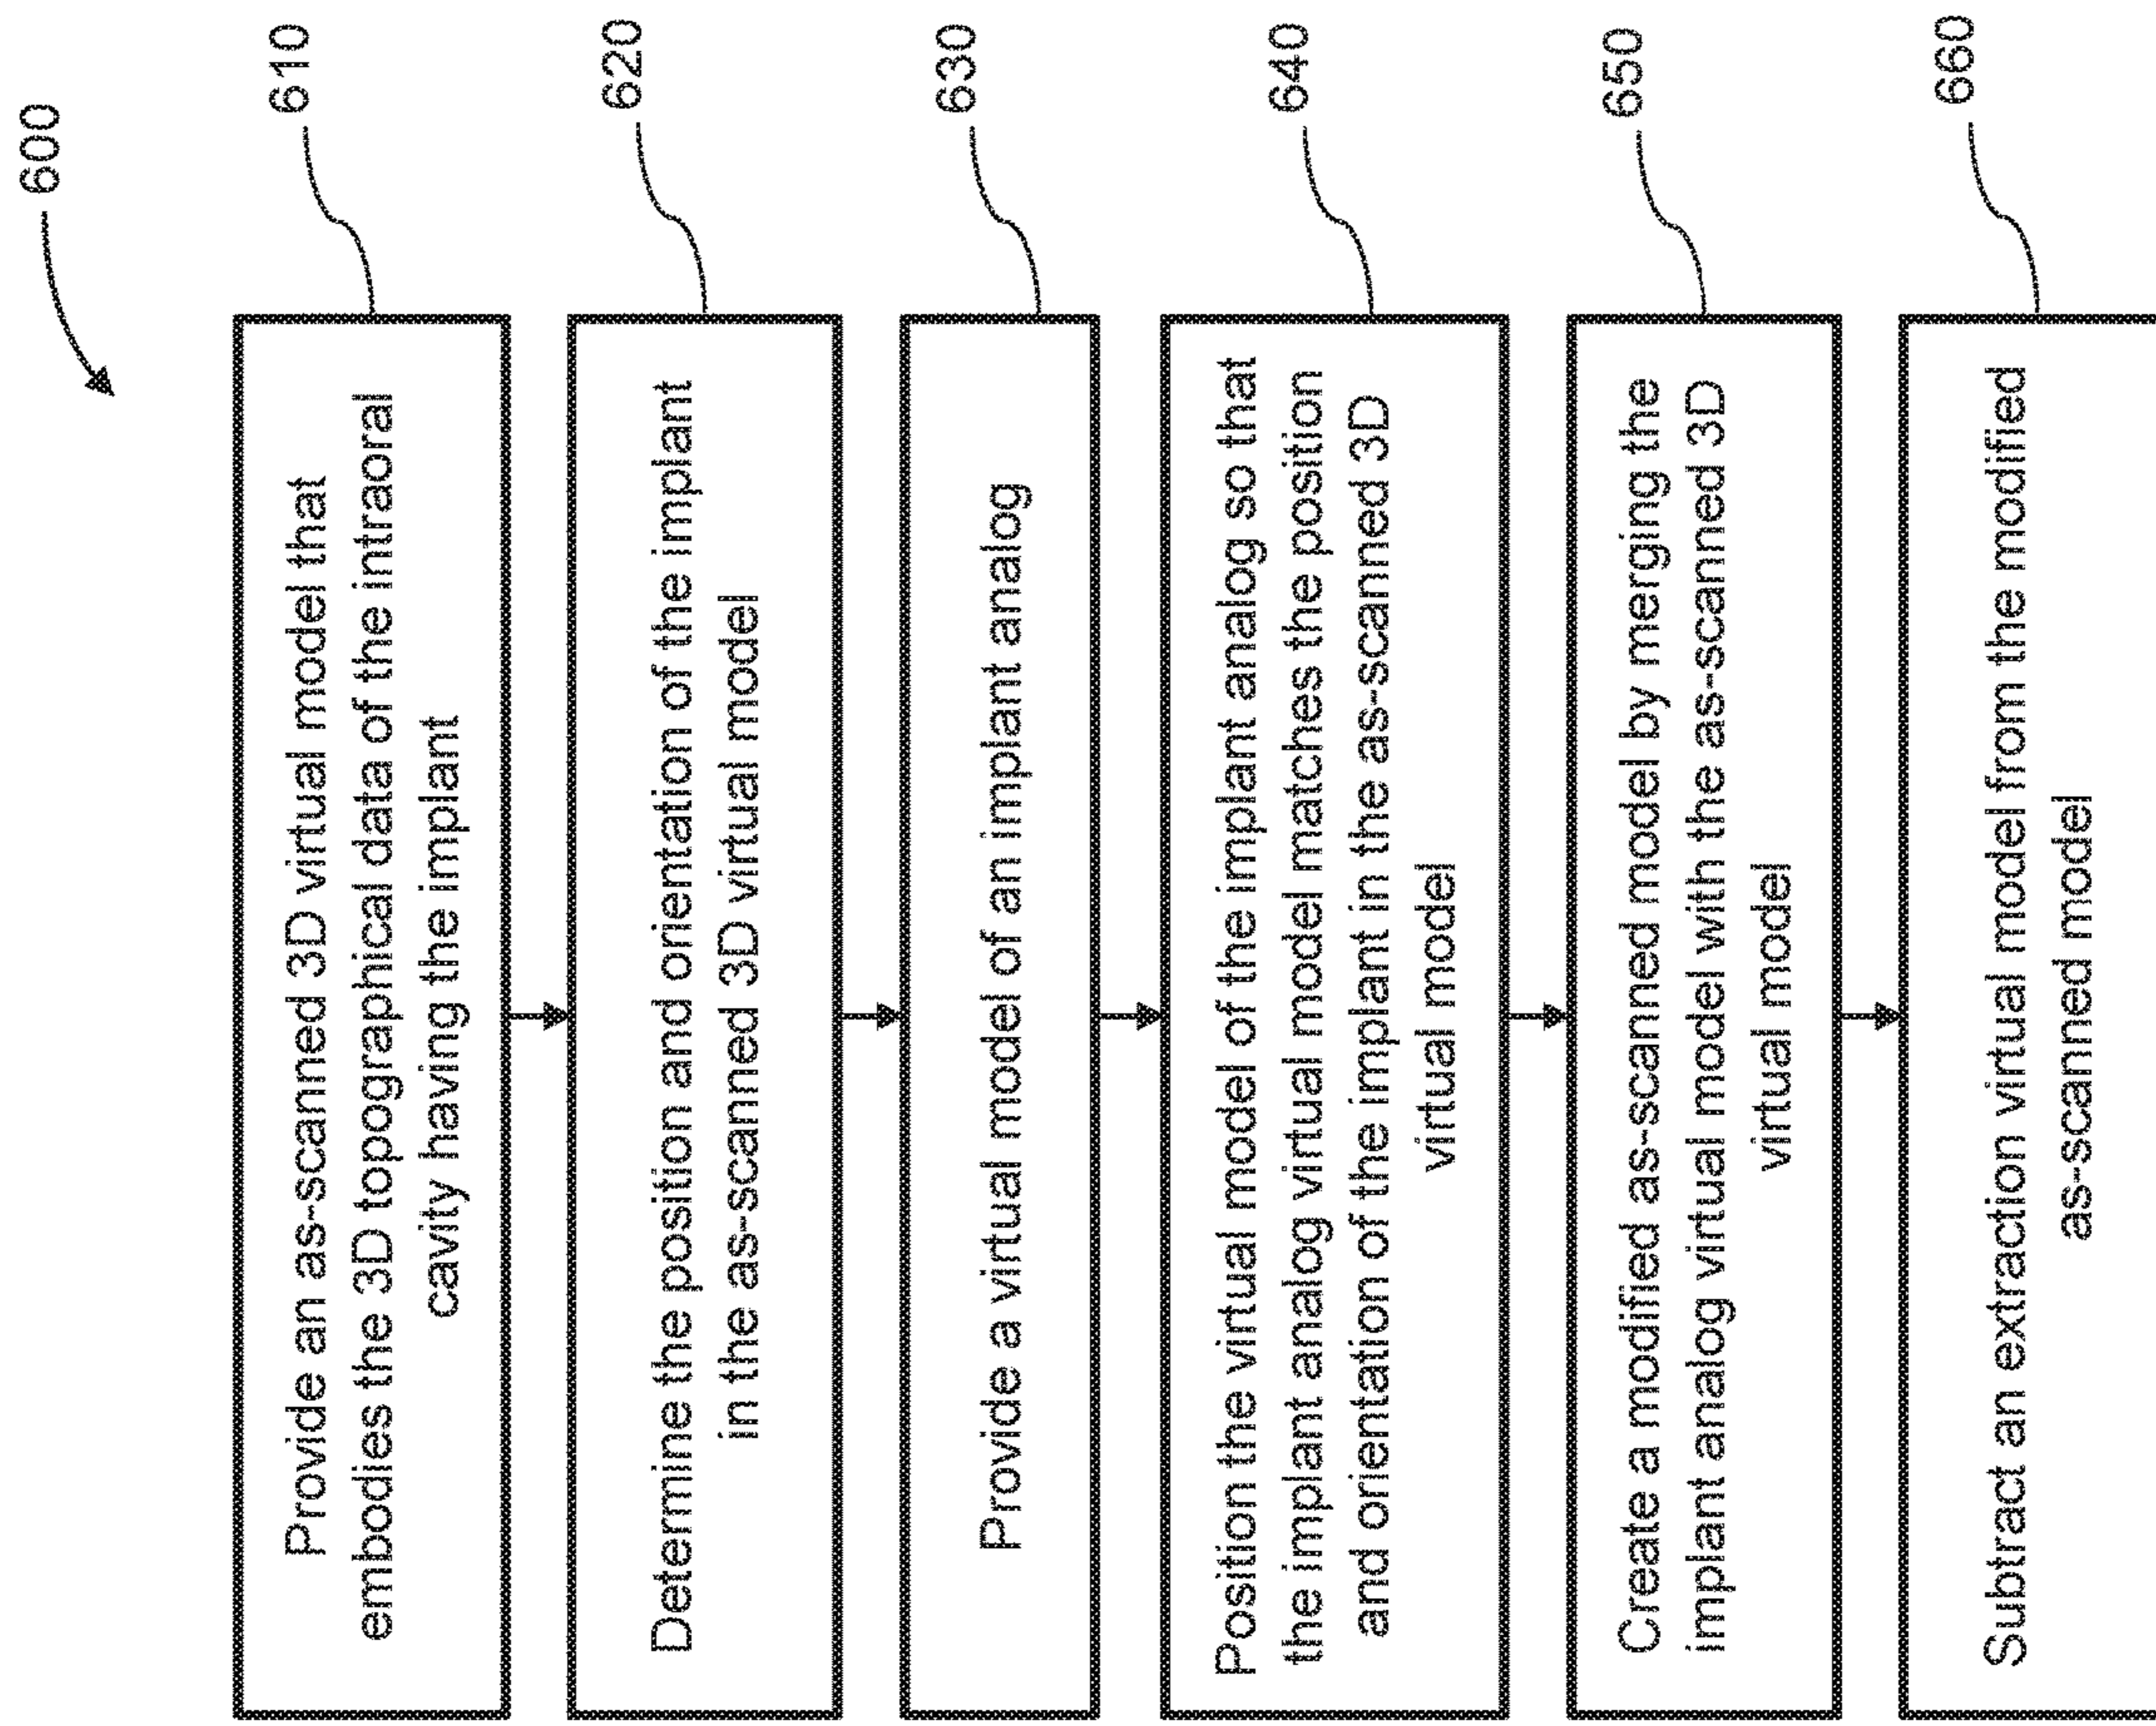 600
610
Provide an as-scanned 3D virtual model that
embodies the 3D topographical data of the intraoral
cavity having the implant
620
Determine the position and orientation of the implant
in the as-scanned 3D virtual model
630
Provide a virtual model of an implant analog
640
Position the virtual model of the implant analog so that
the implant analog virtual model matches the position
and orientation of the implant in the as-scanned 3D
virtual model
650
Create a modified as-scanned model by merging the
implant analog virtual model with the as-scanned 3D
virtual model
660
Subtract an extraction virtual model from the modified
as-scanned model